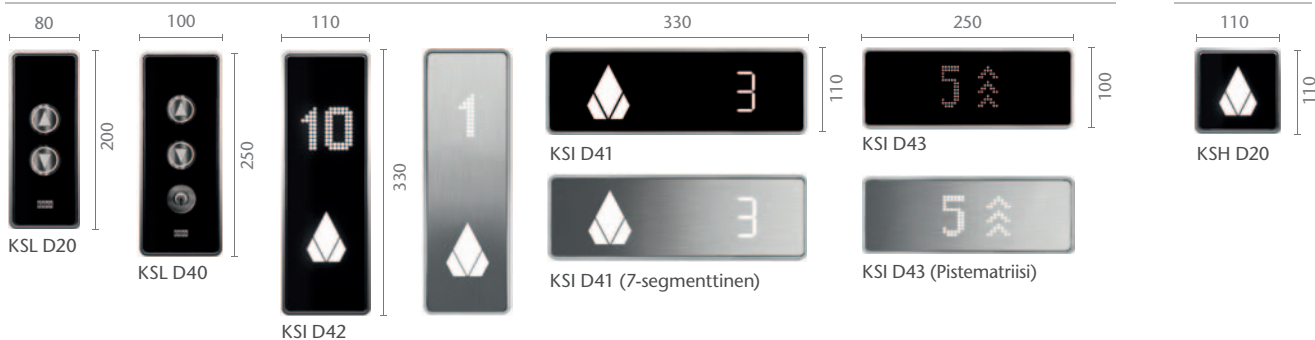 80
100
110
330
250
110
200
250
10
330
1
3
110
5
100
110
KSI D41
KSI D43
KSH D20
3
5
KSL D20
KSL D40
KSI D41 (7-segmenttinen)
KSI D43 (Pistematriisi)
KSI D42